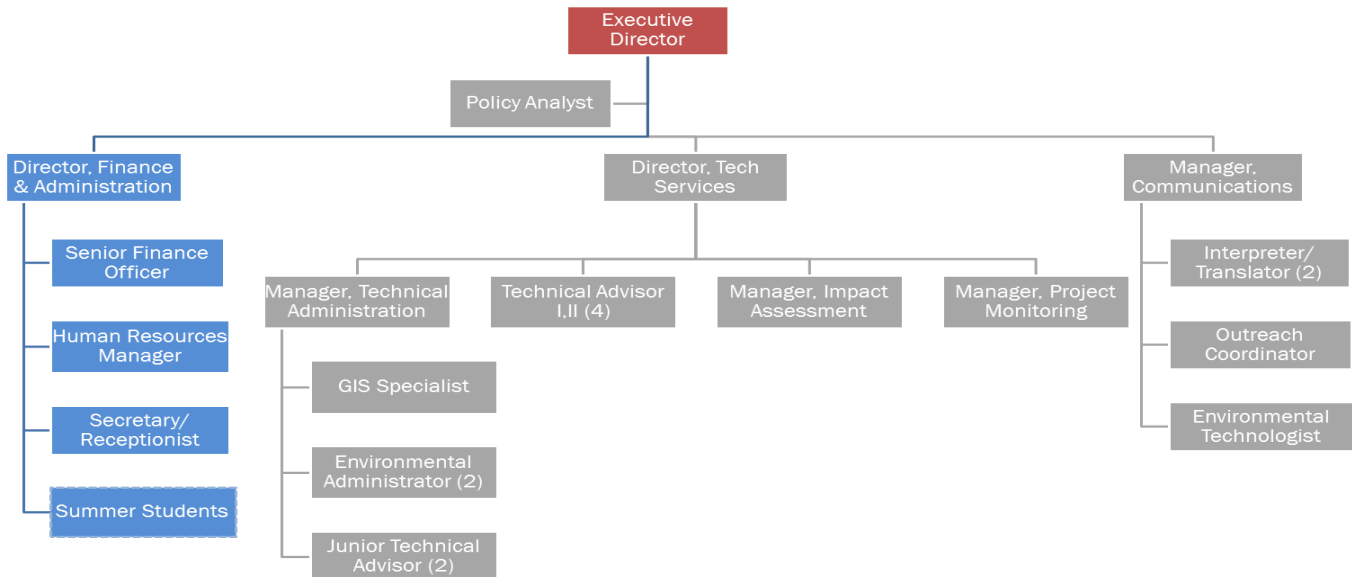 Executive
Director
Policy Analyst
Director, Finance
& Administration
Director, Tech
Services
Manager,
Communications
Senior Finance
Officer
Human Resources
Manager
Secretary/
Receptionist
Summer Students
Manager, Technical
Administration
Technical Advisor
I,II (4)
Manager, Impact
Assessment
Manager, Project
Monitoring
GIS Specialist
Environmental
Administrator (2)
Junior Technical
Advisor (2)
Interpreter/
Translator (2)
Outreach
Coordinator
Environmental
Technologist